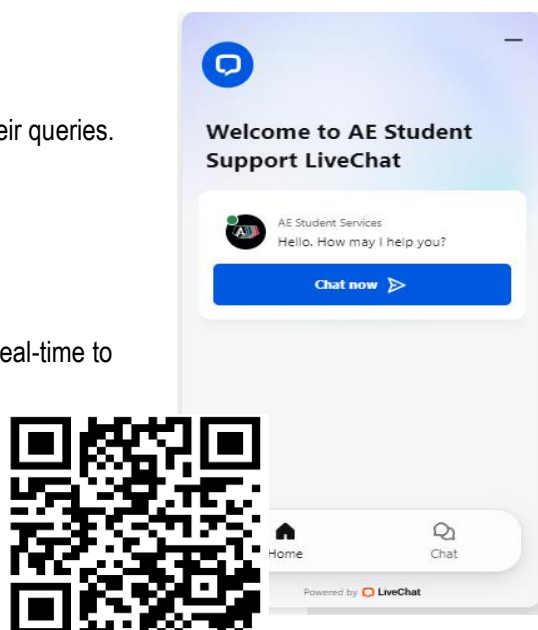 eir queries.
Welcome to AE Student
Support LiveChat
AE Student Services
Hello. How may I help you?
Chat now
eal-time to
Home
Chat
Powered by LiveChat